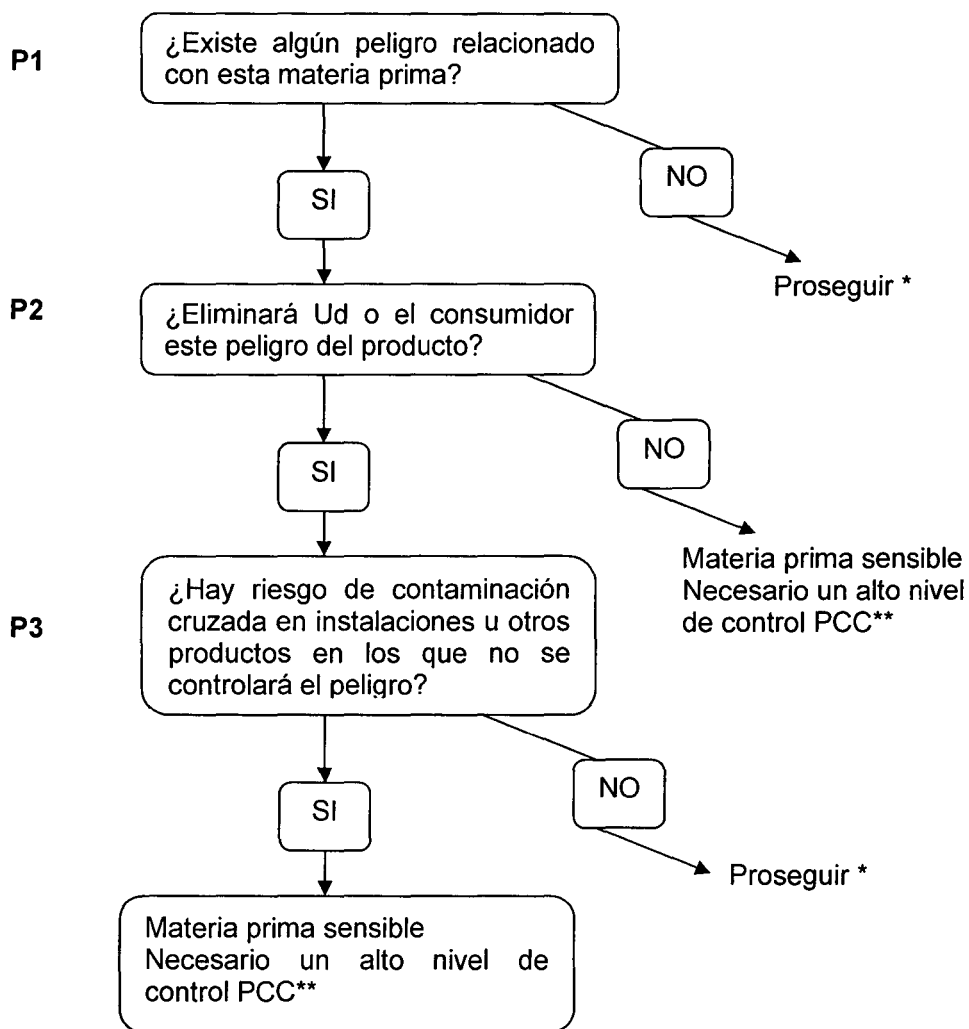 P1
¿Existe algún peligro relacionado
con esta materia prima?
SI
NO
Proseguir *
P2
¿Eliminará Ud o el consumidor
este peligro del producto?
SI
NO
Materia prima sensible
Necesario un alto nivel
de control PCC**
P3
¿Hay riesgo de contaminación
cruzada en instalaciones u otros
productos en los que no se
controlará el peligro?
SI
NO
Proseguir *
Materia prima sensible
Necesario un alto nivel de
control PCC**